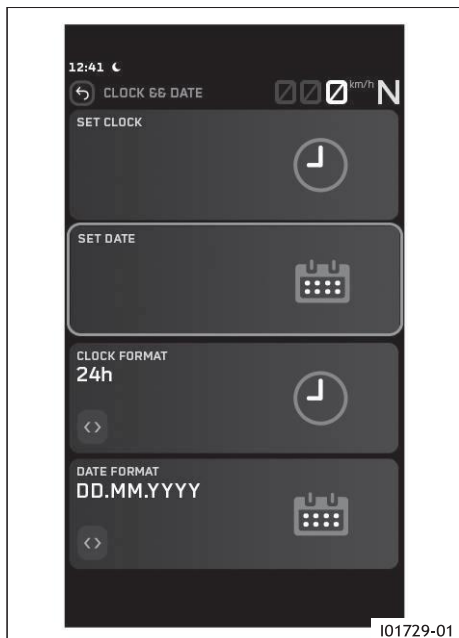 12:41
CLOCK && DATE
000 km/h N
SET CLOCK
SET DATE
CLOCK FORMAT
24h
<>
DATE FORMAT
DD.MM.YYYY
<>
I01729-01